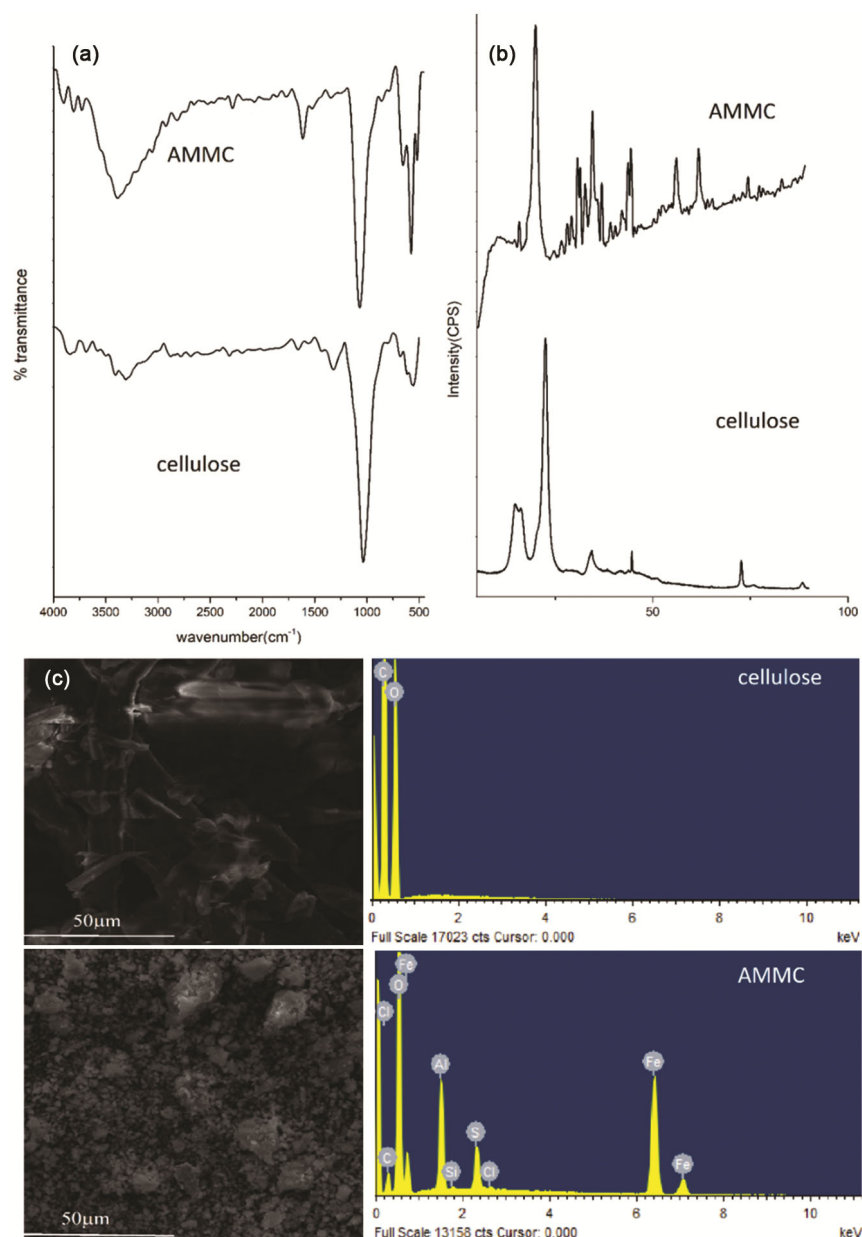 (a)
AMMC
cellulose
% transmittance
4000 3500 3000 2500 2000 1500 1000 500
wavenumber(cm⁻¹)
(b)
AMMC
cellulose
Intensity(CPS)
50 100
(c)
50μm
cellulose
C
O
0 2 4 6 8 10
Full Scale 17023 cts Cursor: 0.000 keV
50μm
AMMC
Fe
O
Cl
Al
Fe
S
C
Si
Cl
Fe
0 2 4 6 8 10
Full Scale 13158 cts Cursor: 0.000 keV